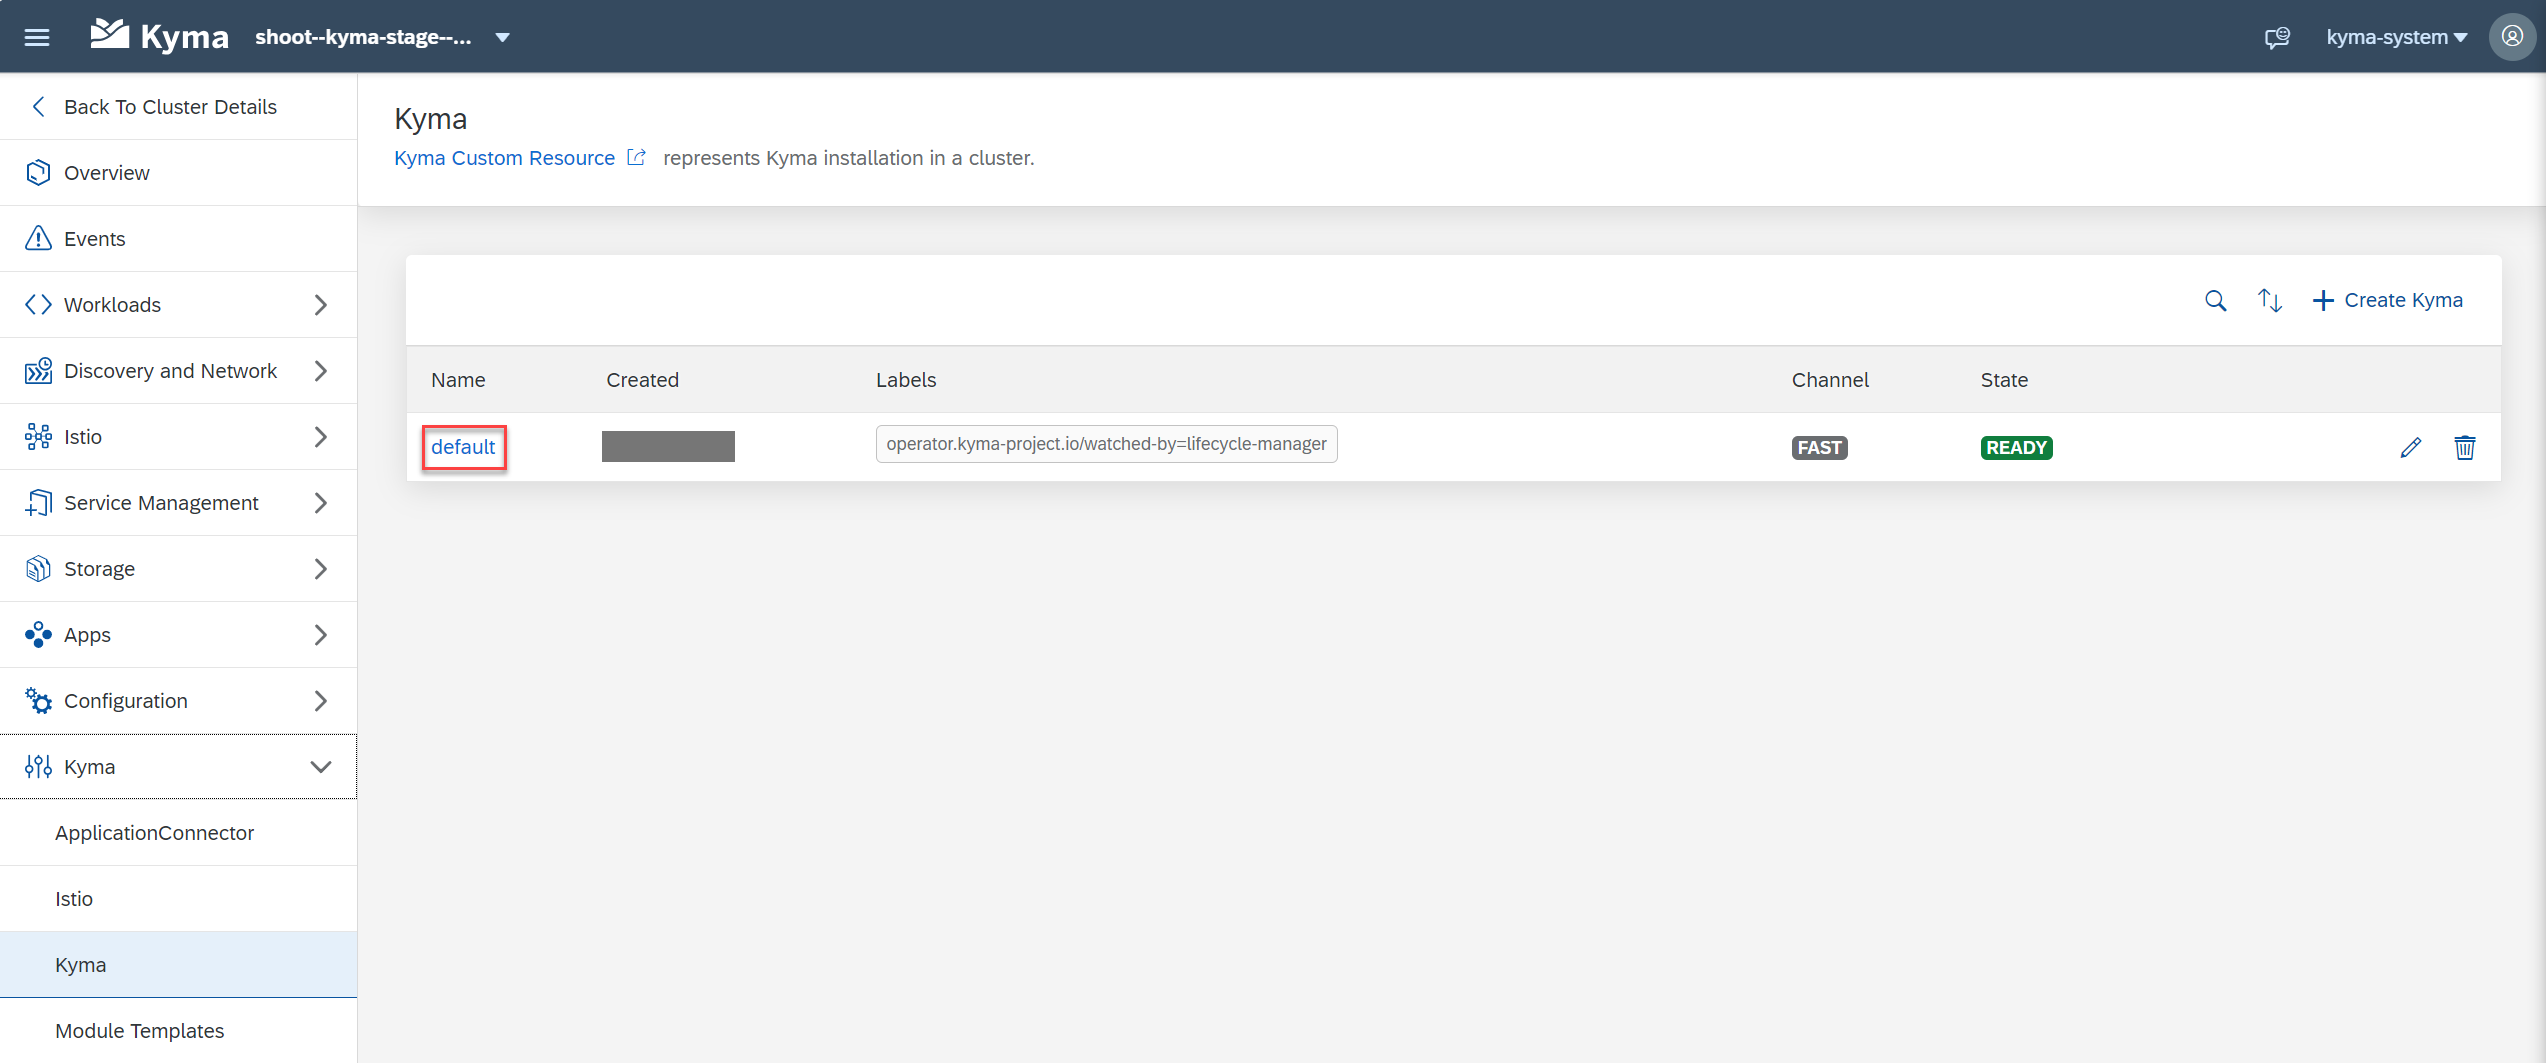 Kyma shoot--kyma-stage--... kyma-system
Back To Cluster Details
Overview
Events
Workloads
Discovery and Network
Istio
Service Management
Storage
Apps
Configuration
Kyma
ApplicationConnector
Istio
Kyma
Module Templates
Kyma
Kyma Custom Resource represents Kyma installation in a cluster.
Create Kyma
Name Created Labels Channel State
default operator.kyma-project.io/watched-by=lifecycle-manager FAST READY